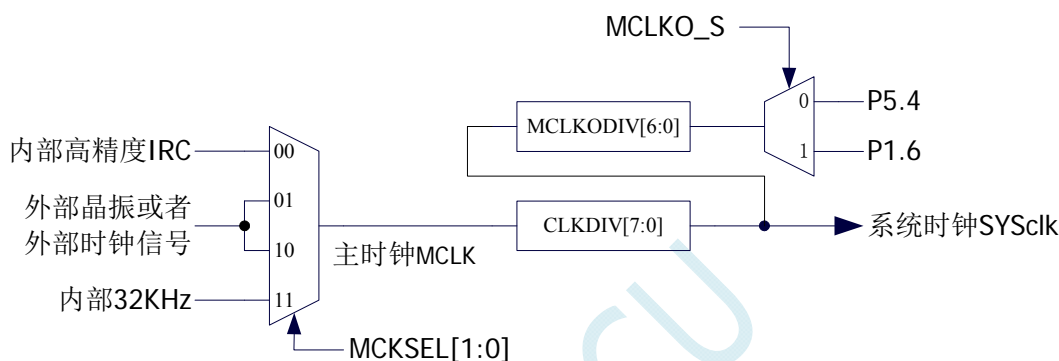 MCLKO_S
0
P5.4
MCLKODIV[6:0]
1
P1.6
内部高精度IRC
00
外部晶振或者
外部时钟信号
01
10
主时钟MCLK
CLKDIV[7:0]
系统时钟SYSclk
内部32KHz
11
MCKSEL[1:0]
CU